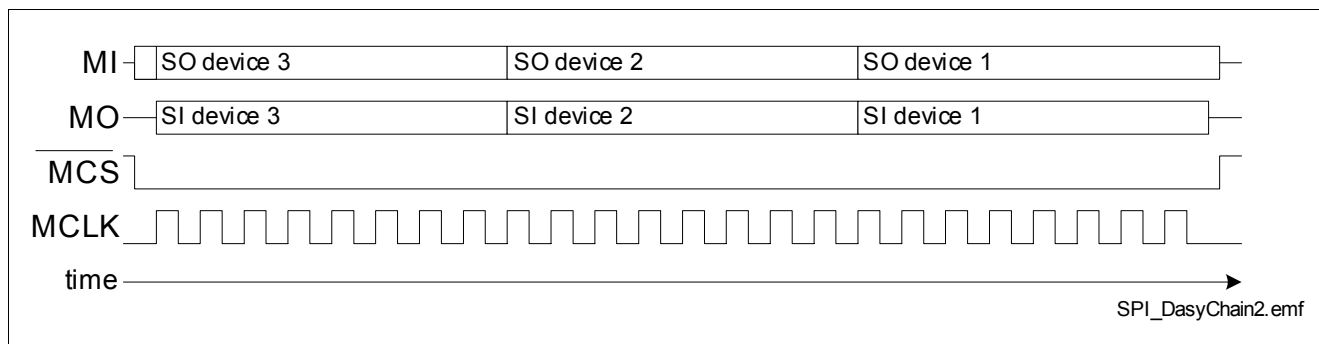 MI SO device 3 SO device 2 SO device 1
MO SI device 3 SI device 2 SI device 1
MCS
MCLK
time
SPI_DasyChain2.emf